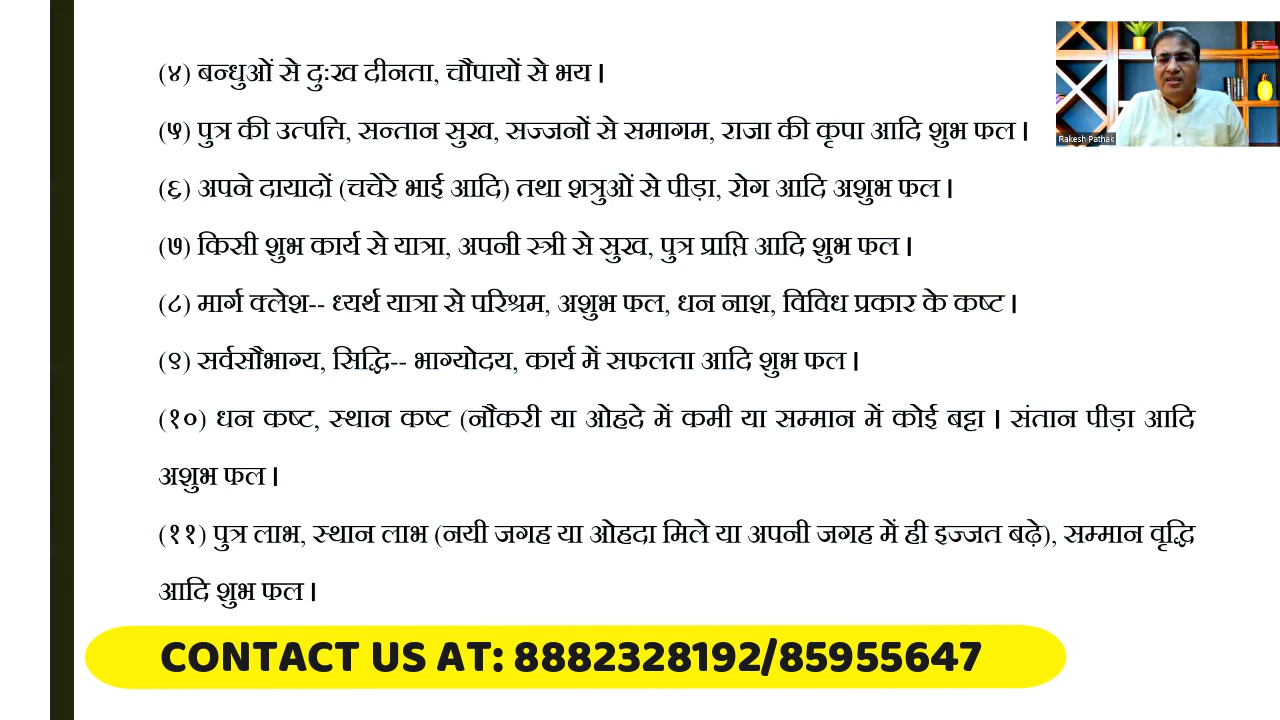 (४) बन्धुओं से दुःख दीनता, चौपायों से भय।
(५) पुत्र की उत्पत्ति, सन्तान सुख, सज्जनों से समागम, राजा की कृपा आदि शुभ फल।
Rakesh Pathak
(६) अपने दायादों (चचेरे भाई आदि) तथा शत्रुओं से पीड़ा, रोग आदि अशुभ फल।
(७) किसी शुभ कार्य से यात्रा, अपनी स्त्री से सुख, पुत्र प्राप्ति आदि शुभ फल।
(८) मार्ग क्लेश-- ध्यर्थ यात्रा से परिश्रम, अशुभ फल, धन नाश, विविध प्रकार के कष्ट।
(९) सर्वसौभाग्य, सिद्धि-- भाग्योदय, कार्य में सफलता आदि शुभ फल।
(१०) धन कष्ट, स्थान कष्ट (नौकरी या ओहदे में कमी या सम्मान में कोई बट्टा। संतान पीड़ा आदि
अशुभ फल।
(११) पुत्र लाभ, स्थान लाभ (नयी जगह या ओहदा मिले या अपनी जगह में ही इज्जत बढ़े), सम्मान वृद्धि
आदि शुभ फल।
CONTACT US AT: 8882328192/85955647